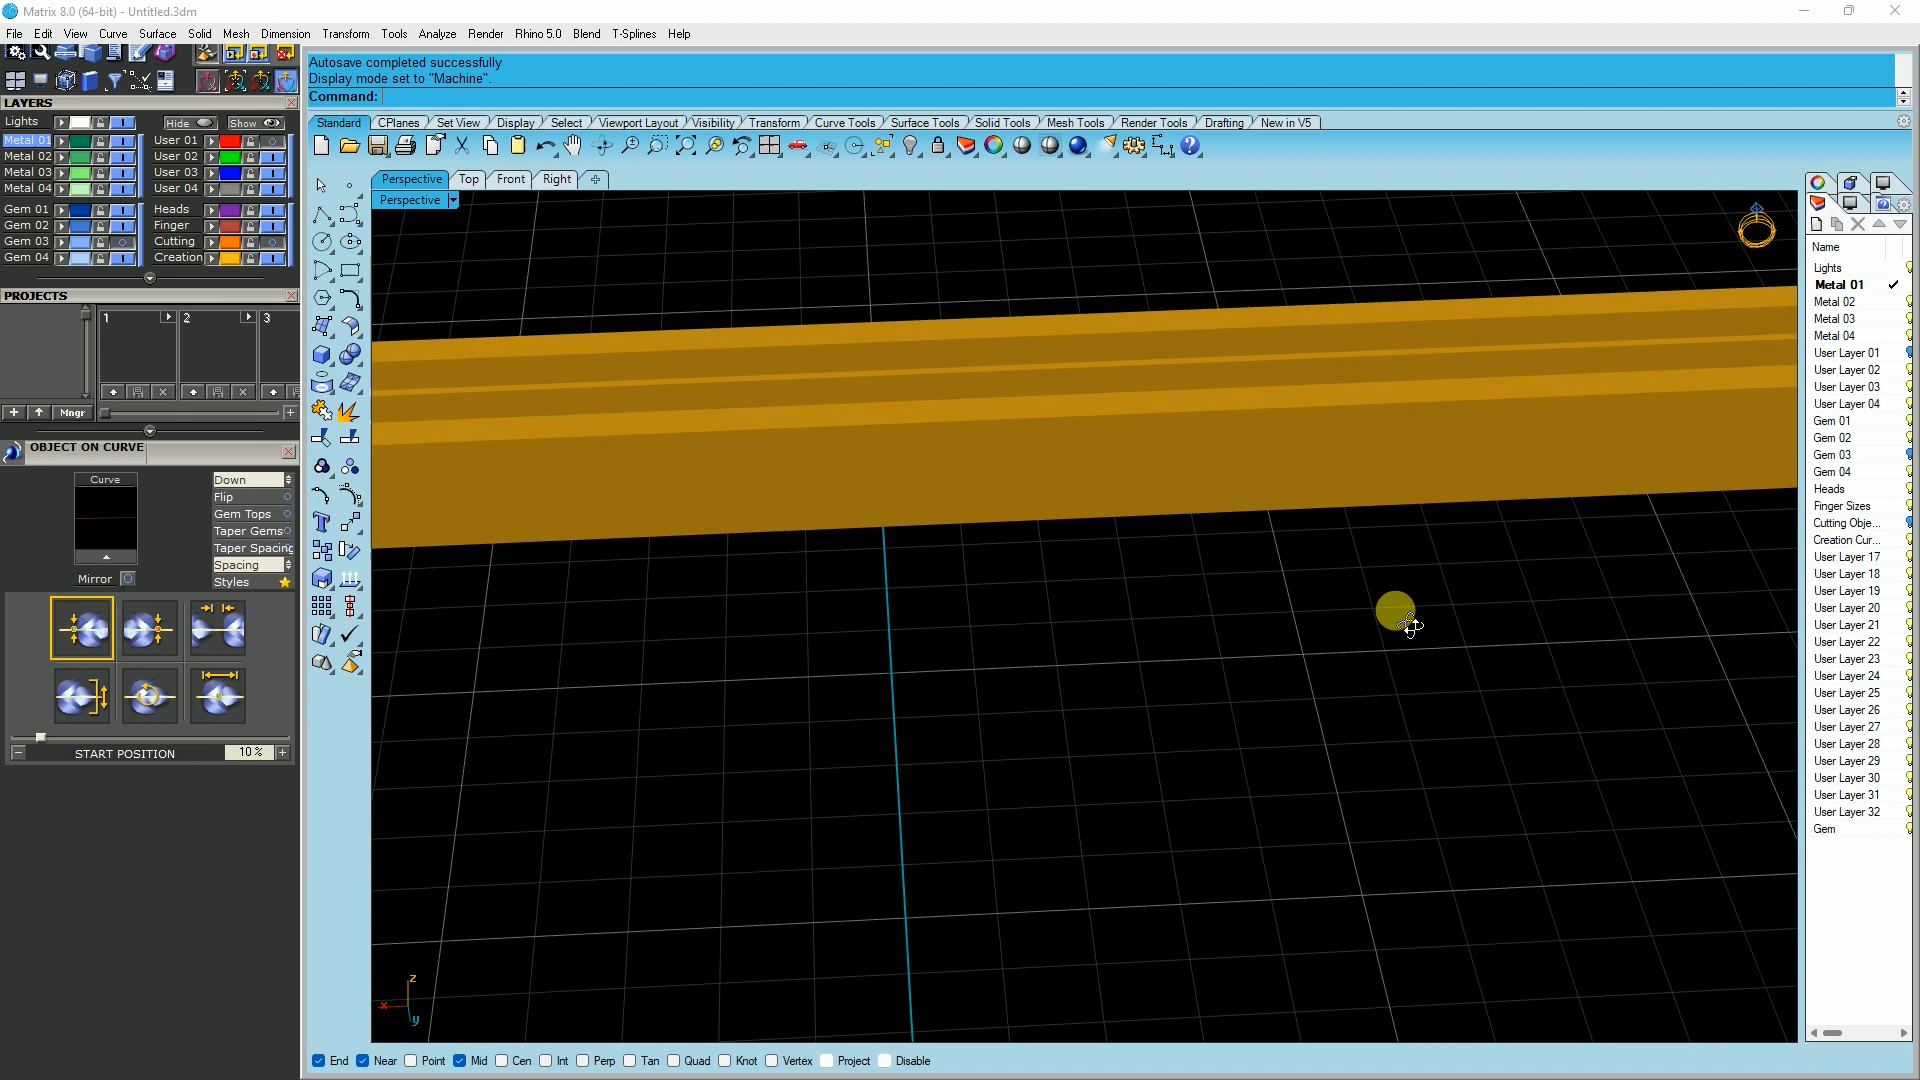 Matrix 8.0 (64-bit) - Untitled.3dm
File Edit View Curve Surface Solid Mesh Dimension Transform Tools Analyze Render Rhino 5.0 Blend T-Splines Help
Autosave completed successfully
Display mode set to "Machine".
Command:
Standard CPlanes Set View Display Select Viewport Layout Visibility Transform Curve Tools Surface Tools Solid Tools Mesh Tools Render Tools Drafting New in V5
LAYERS
Lights Hide Show
Metal 01 User 01
Metal 02 User 02
Metal 03 User 03
Metal 04 User 04
Gem 01 Heads
Gem 02 Finger
Gem 03 Cutting
Gem 04 Creation
PROJECTS
1 2 3
Mngr
OBJECT ON CURVE
Curve
Down
Flip
Gem Tops
Taper Gems
Taper Spacing
Spacing
Mirror
Styles
START POSITION 10 %
Perspective Top Front Right
Perspective
z
x
y
Name
Lights
Metal 01
Metal 02
Metal 03
Metal 04
User Layer 01
User Layer 02
User Layer 03
User Layer 04
Gem 01
Gem 02
Gem 03
Gem 04
Heads
Finger Sizes
Cutting Obje...
Creation Cur...
User Layer 17
User Layer 18
User Layer 19
User Layer 20
User Layer 21
User Layer 22
User Layer 23
User Layer 24
User Layer 25
User Layer 26
User Layer 27
User Layer 28
User Layer 29
User Layer 30
User Layer 31
User Layer 32
Gem
End Near Point Mid Cen Int Perp Tan Quad Knot Vertex Project Disable